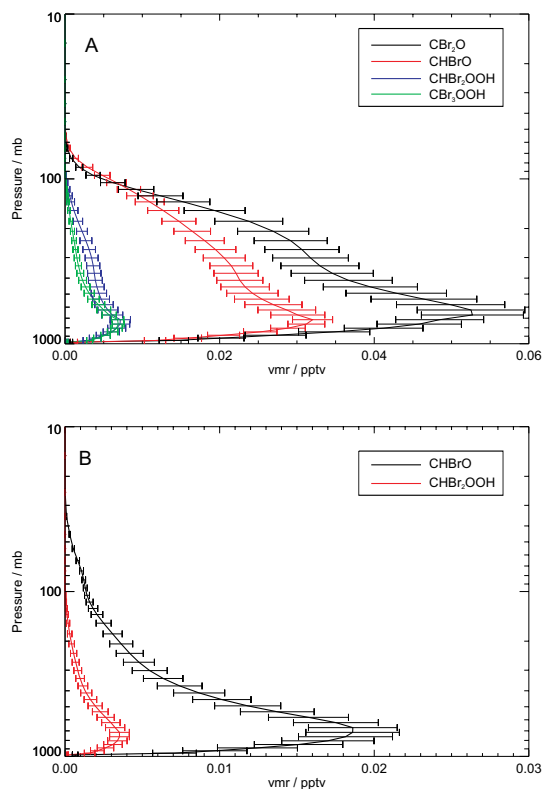 10
A
CBr₂O
CHBrO
CHBr₂OOH
CBr₃OOH
Pressure / mb
100
1000
0.00 0.02 0.04 0.06
vmr / pptv
10
B
CHBrO
CHBr₂OOH
Pressure / mb
100
1000
0.00 0.01 0.02 0.03
vmr / pptv